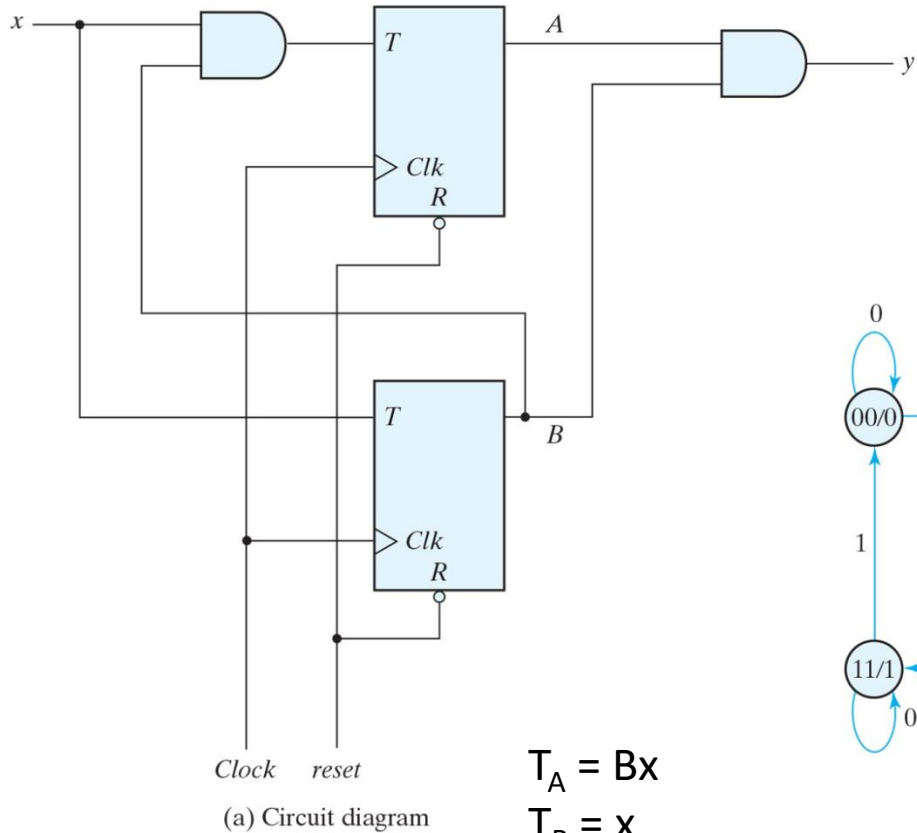 x
T
A
y
Clk
R
0
00/0
T
B
1
Clk
R
11/1
0
Clock reset
T_A = Bx
(a) Circuit diagram
T_B = x